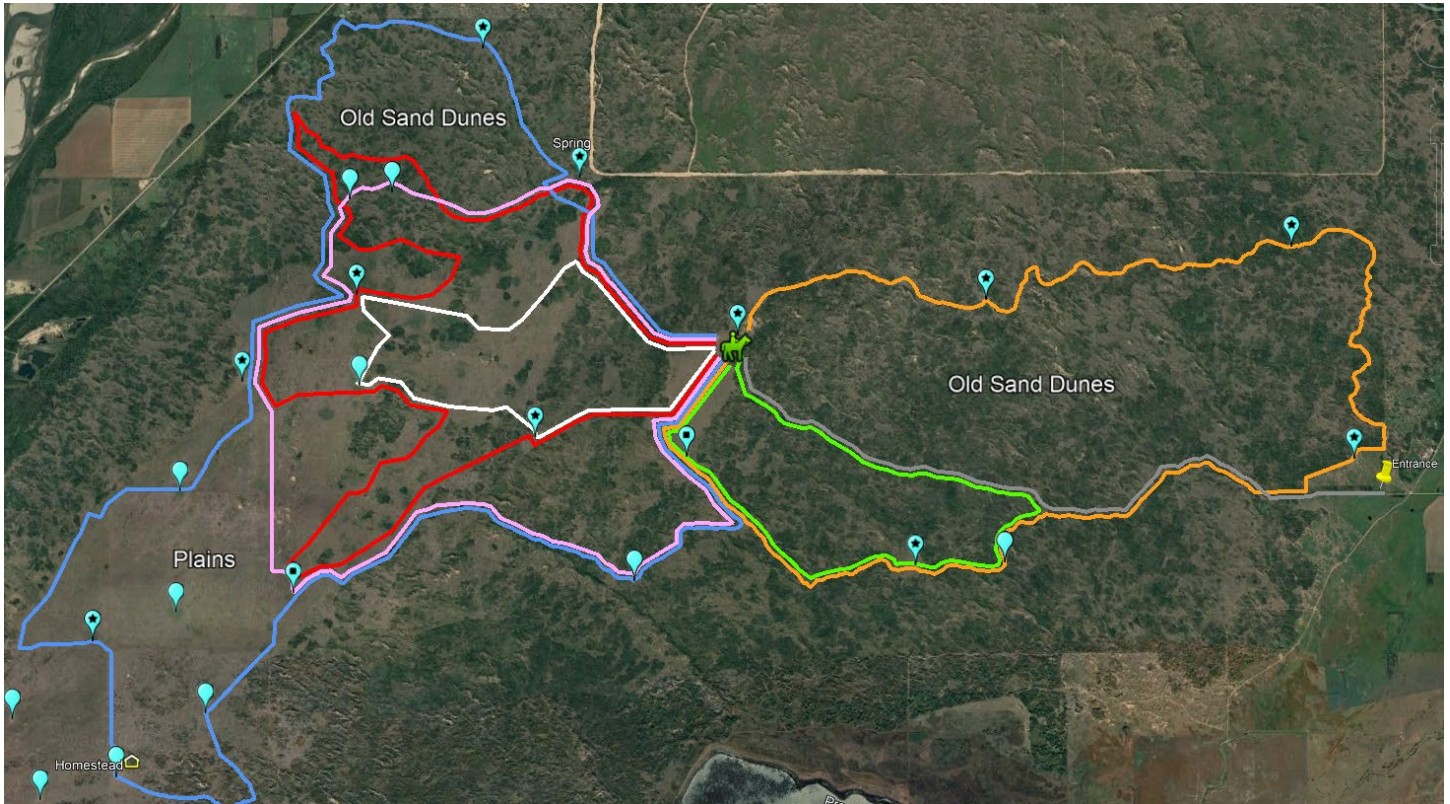 Old Sand Dunes
Spring
Old Sand Dunes
Entrance
Plains
Homestead